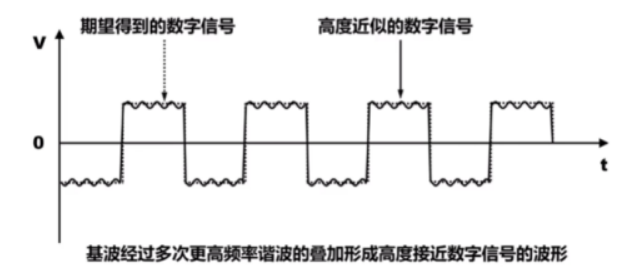 期望得到的数字信号
高度近似的数字信号
V
0
t
基波经过多次更高频率谐波的叠加形成高度接近数字信号的波形